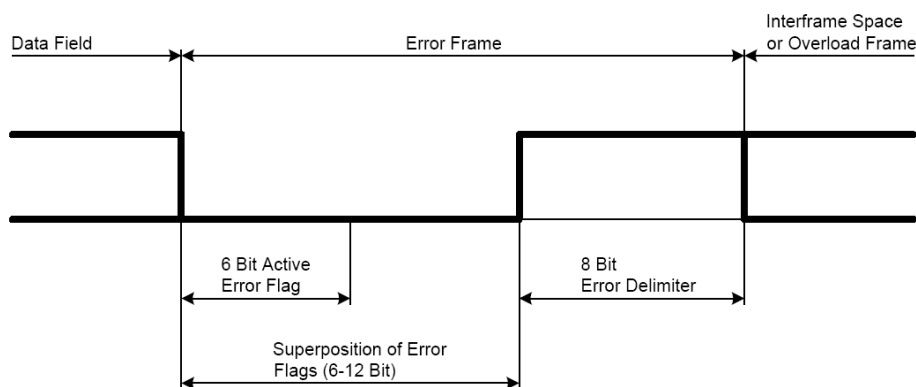 Data Field
Error Frame
Interframe Space
or Overload Frame
6 Bit Active
Error Flag
8 Bit
Error Delimiter
Superposition of Error
Flags (6-12 Bit)